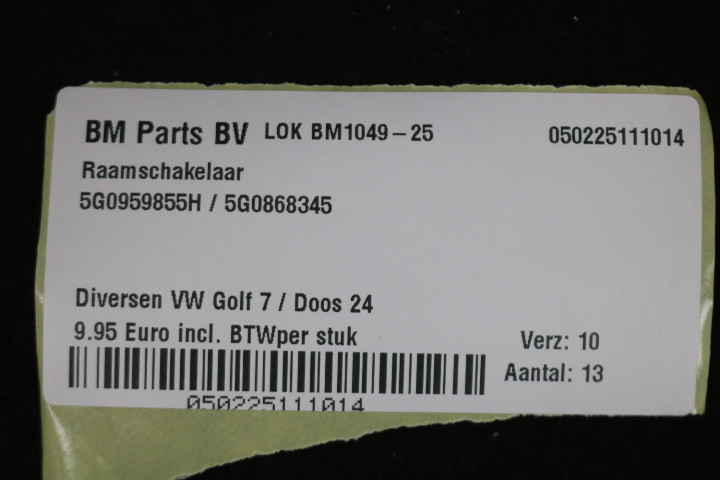 BM Parts BV LOK BM1049-25 050225111014
Raamschakelaar
5G0959855H / 5G0868345
Diversen VW Golf 7 / Doos 24
9.95 Euro incl. BTWper stuk
Verz: 10
Aantal: 13
050225111014